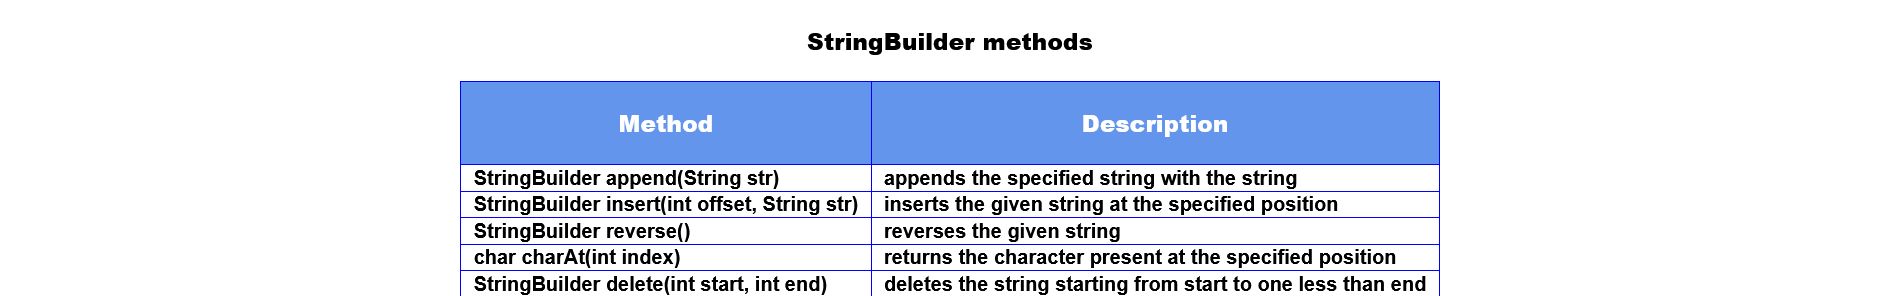 StringBuilder methods
Method Description
StringBuilder append(String str) appends the specified string with the string
StringBuilder insert(int offset, String str) inserts the given string at the specified position
StringBuilder reverse() reverses the given string
char charAt(int index) returns the character present at the specified position
StringBuilder delete(int start, int end) deletes the string starting from start to one less than end